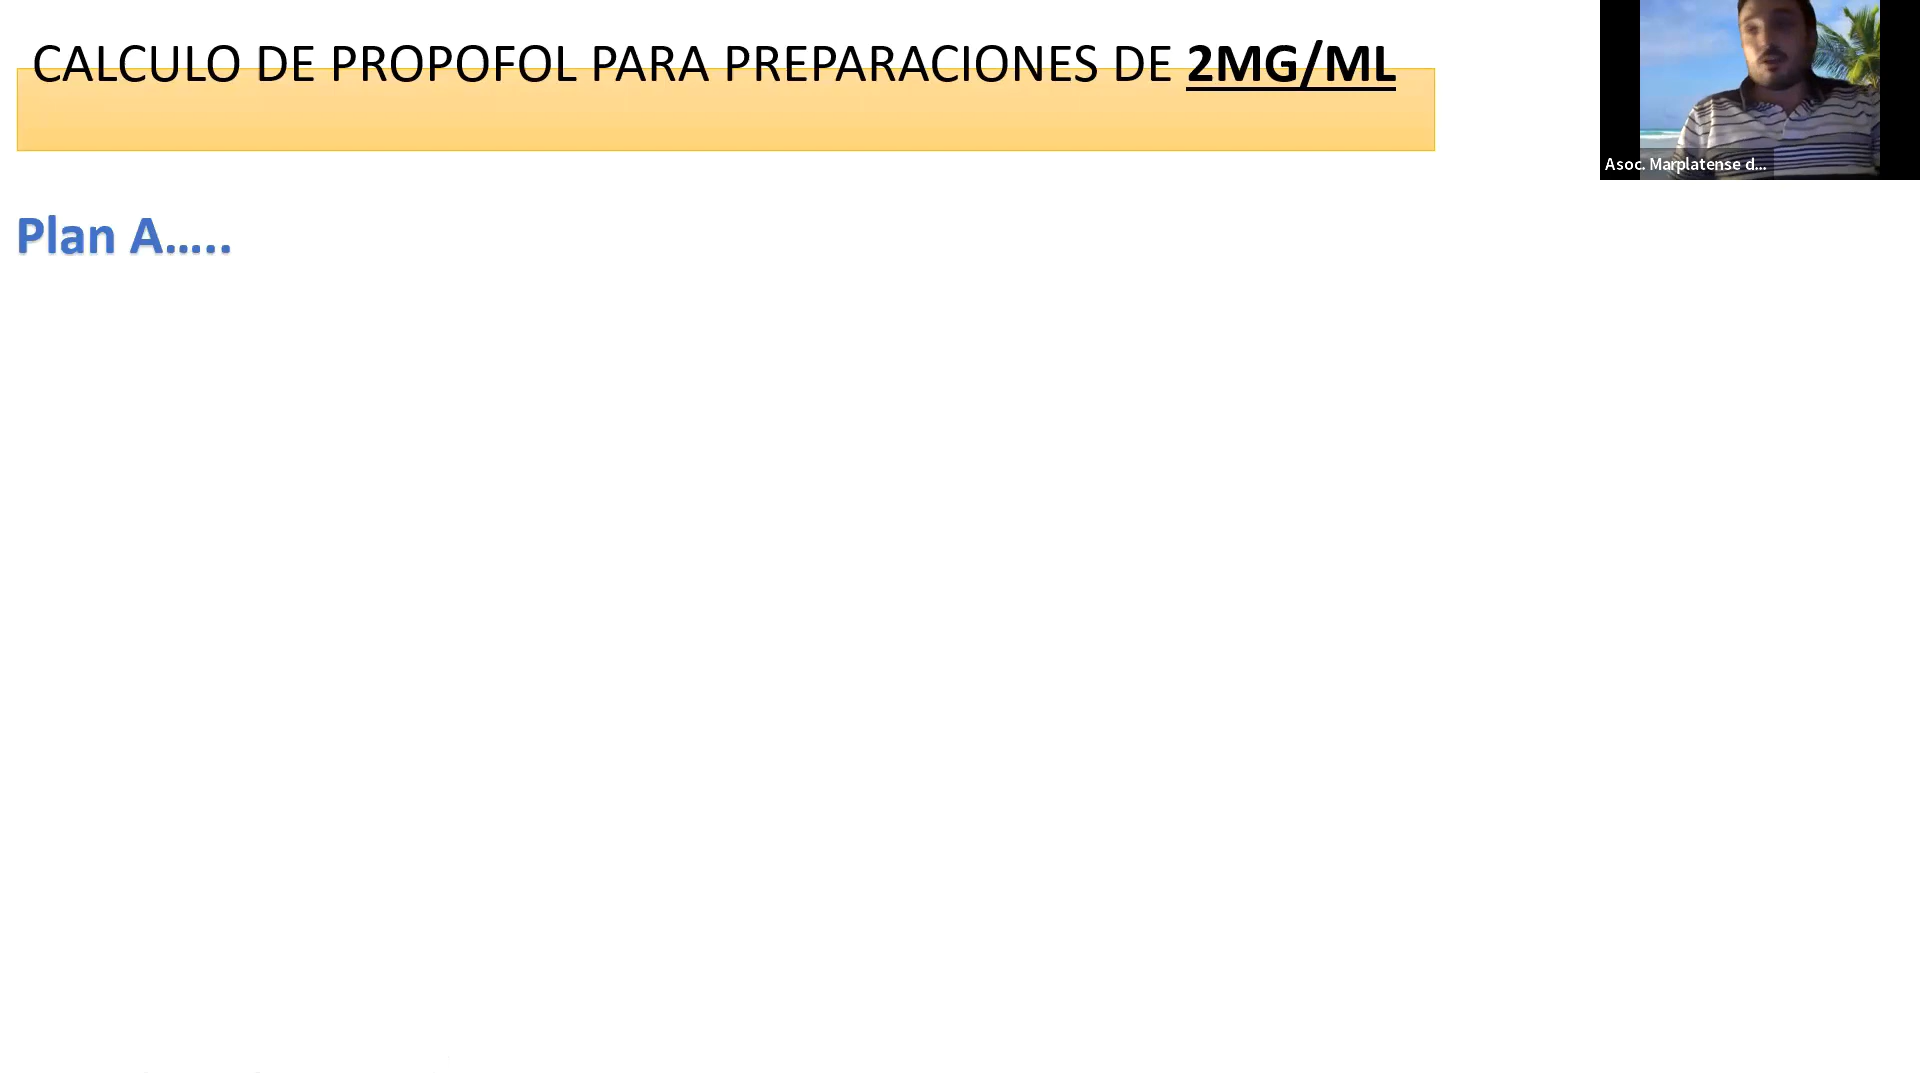 CALCULO DE PROPOFOL PARA PREPARACIONES DE 2MG/ML
Asoc. Marplatense d...
Plan A.....